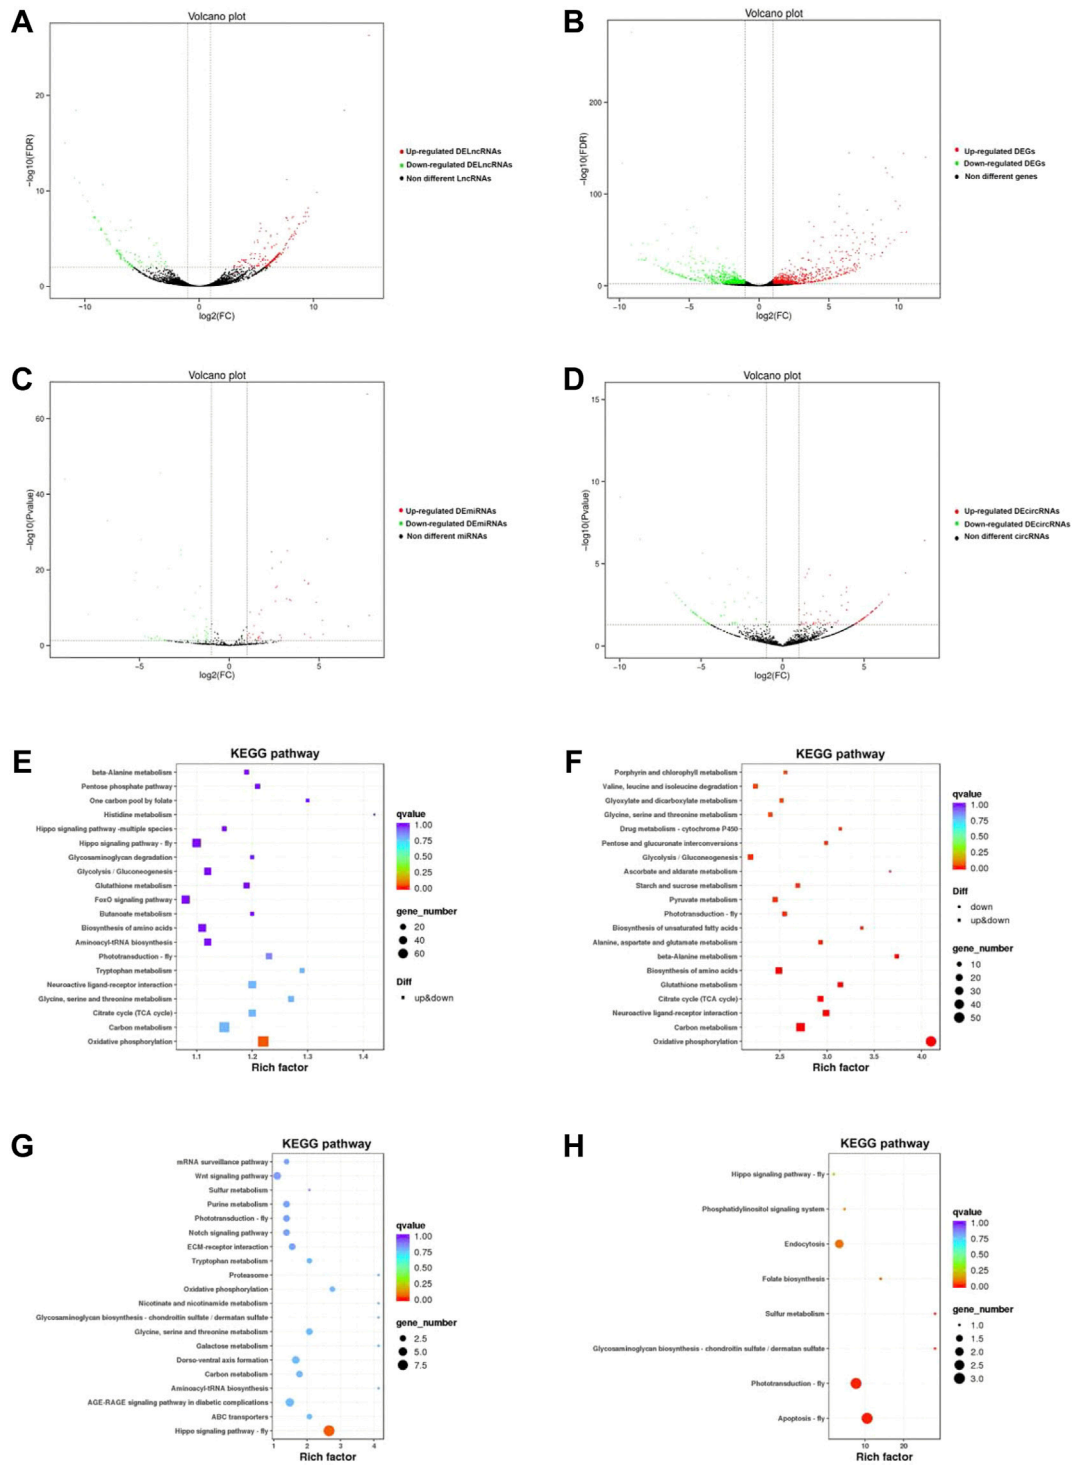 A
Volcano plot
20
10
0
−10
0
10
−log10(FDR)
log2(FC)
Up-regulated DELncRNAs
Down-regulated DELncRNAs
Non different LncRNAs
B
Volcano plot
200
100
0
−10
−5
0
5
10
−log10(FDR)
log2(FC)
Up-regulated DEGs
Down-regulated DEGs
Non different genes
C
Volcano plot
60
40
20
0
−5
0
5
−log10(Pvalue)
log2(FC)
Up-regulated DEmiRNAs
Down-regulated DEmiRNAs
Non different miRNAs
D
Volcano plot
15
10
5
0
−10
−5
0
5
−log10(Pvalue)
log2(FC)
Up-regulated DEcircRNAs
Down-regulated DEcircRNAs
Non different circRNAs
E
KEGG pathway
beta-Alanine metabolism
Pentose phosphate pathway
One carbon pool by folate
Histidine metabolism
Hippo signaling pathway -multiple species
Hippo signaling pathway - fly
Glycosaminoglycan degradation
Glycolysis / Gluconeogenesis
Glutathione metabolism
FoxO signaling pathway
Butanoate metabolism
Biosynthesis of amino acids
Aminoacyl-tRNA biosynthesis
Phototransduction - fly
Tryptophan metabolism
Neuroactive ligand-receptor interaction
Glycine, serine and threonine metabolism
Citrate cycle (TCA cycle)
Carbon metabolism
Oxidative phosphorylation
1.1
1.2
1.3
1.4
Rich factor
qvalue
1.00
0.75
0.50
0.25
0.00
gene_number
20
40
60
Diff
up&down
F
KEGG pathway
Porphyrin and chlorophyll metabolism
Valine, leucine and isoleucine degradation
Glyoxylate and dicarboxylate metabolism
Glycine, serine and threonine metabolism
Drug metabolism - cytochrome P450
Pentose and glucuronate interconversions
Glycolysis / Gluconeogenesis
Ascorbate and aldarate metabolism
Starch and sucrose metabolism
Pyruvate metabolism
Phototransduction - fly
Biosynthesis of unsaturated fatty acids
Alanine, aspartate and glutamate metabolism
beta-Alanine metabolism
Biosynthesis of amino acids
Glutathione metabolism
Citrate cycle (TCA cycle)
Neuroactive ligand-receptor interaction
Carbon metabolism
Oxidative phosphorylation
2.5
3.0
3.5
4.0
Rich factor
qvalue
1.00
0.75
0.50
0.25
0.00
Diff
down
up&down
gene_number
10
20
30
40
50
G
KEGG pathway
mRNA surveillance pathway
Wnt signaling pathway
Sulfur metabolism
Purine metabolism
Phototransduction - fly
Notch signaling pathway
ECM-receptor interaction
Tryptophan metabolism
Proteasome
Oxidative phosphorylation
Nicotinate and nicotinamide metabolism
Glycosaminoglycan biosynthesis - chondroitin sulfate / dermatan sulfate
Glycine, serine and threonine metabolism
Galactose metabolism
Dorso-ventral axis formation
Carbon metabolism
Aminoacyl-tRNA biosynthesis
AGE-RAGE signaling pathway in diabetic complications
ABC transporters
Hippo signaling pathway - fly
1
2
3
4
Rich factor
qvalue
1.00
0.75
0.50
0.25
0.00
gene_number
2.5
5.0
7.5
H
KEGG pathway
Hippo signaling pathway - fly
Phosphatidylinositol signaling system
Endocytosis
Folate biosynthesis
Sulfur metabolism
Glycosaminoglycan biosynthesis - chondroitin sulfate / dermatan sulfate
Phototransduction - fly
Apoptosis - fly
10
20
Rich factor
qvalue
1.00
0.75
0.50
0.25
0.00
gene_number
1.0
1.5
2.0
2.5
3.0